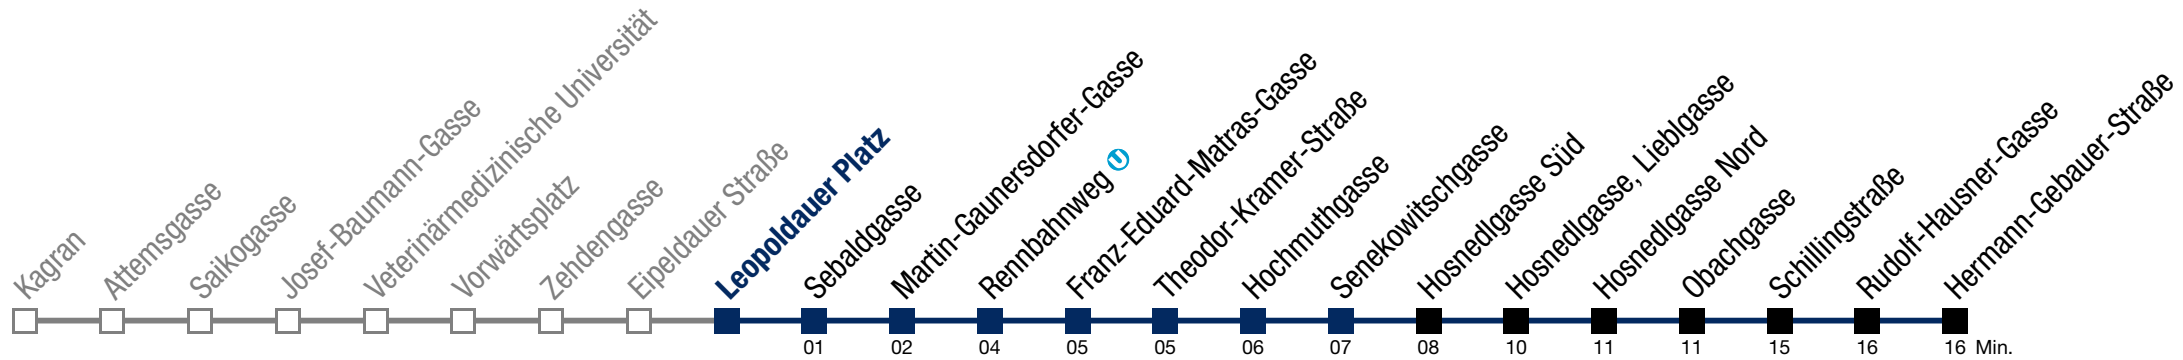 Kagran
Attemsgasse
Saikogasse
Josef-Baumann-Gasse
Veterinärmedizinische Universität
Vorwärtsplatz
Zehdengasse
Eipeldauer Straße
Leopoldauer Platz
Sebaldgasse
Martin-Gaunersdorfer-Gasse
Rennbahnweg U
Franz-Eduard-Matras-Gasse
Theodor-Kramer-Straße
Hochmuthgasse
Senekowitschgasse
Hosnedlgasse Süd
Hosnedlgasse, Lieblgasse
Hosnedlgasse Nord
Obachgasse
Schillingstraße
Rudolf-Hausner-Gasse
Hermann-Gebauer-Straße
01 02 04 05 05 06 07 08 10 11 11 15 16 16 Min.